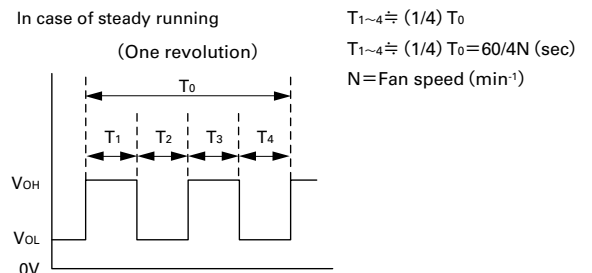 In case of steady running
(One revolution)
T0
T1 T2 T3 T4
VOH
VOL
0V
T1~4≒ (1/4) T0
T1~4≒ (1/4) T0=60/4N (sec)
N=Fan speed (min-1)